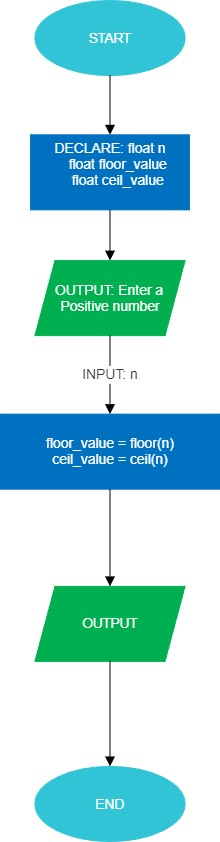 START
DECLARE: float n
float floor_value
float ceil_value
OUTPUT: Enter a
Positive number
INPUT: n
floor_value = floor(n)
ceil_value = ceil(n)
OUTPUT
END